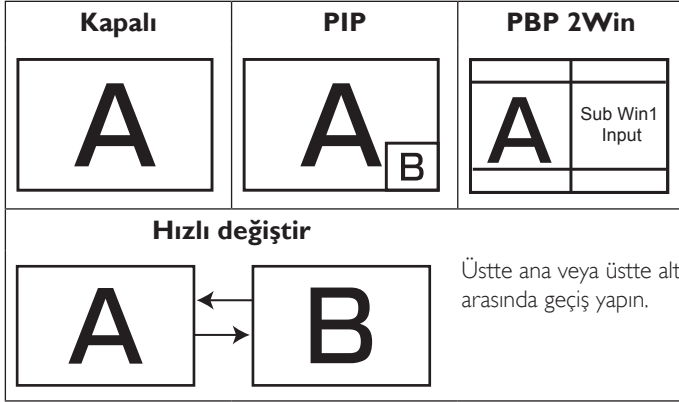 Kapalı
PIP
PBP 2Win
A
A
B
A
Sub Win1
Input
Hızlı değiştir
A
B
Üstte ana veya üstte alt
arasında geçiş yapın.